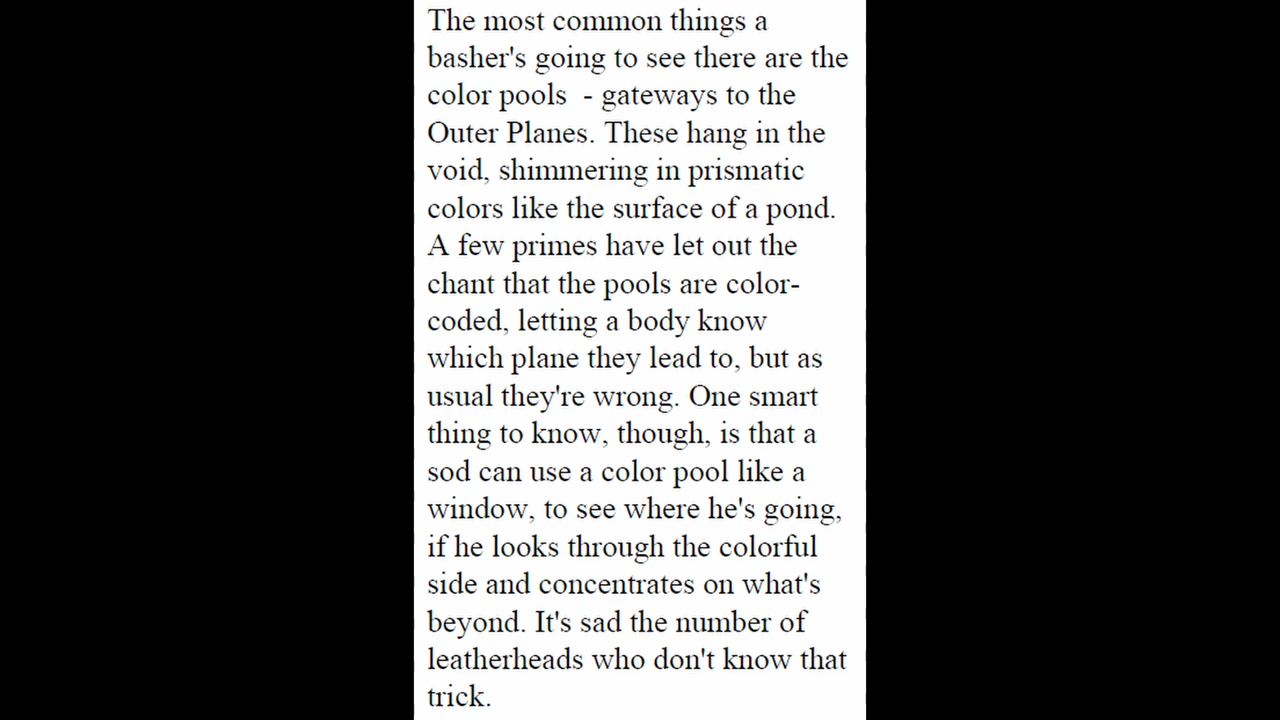 The most common things a
basher's going to see there are the
color pools  - gateways to the
Outer Planes. These hang in the
void, shimmering in prismatic
colors like the surface of a pond.
A few primes have let out the
chant that the pools are color-
coded, letting a body know
which plane they lead to, but as
usual they're wrong. One smart
thing to know, though, is that a
sod can use a color pool like a
window, to see where he's going,
if he looks through the colorful
side and concentrates on what's
beyond. It's sad the number of
leatherheads who don't know that
trick.